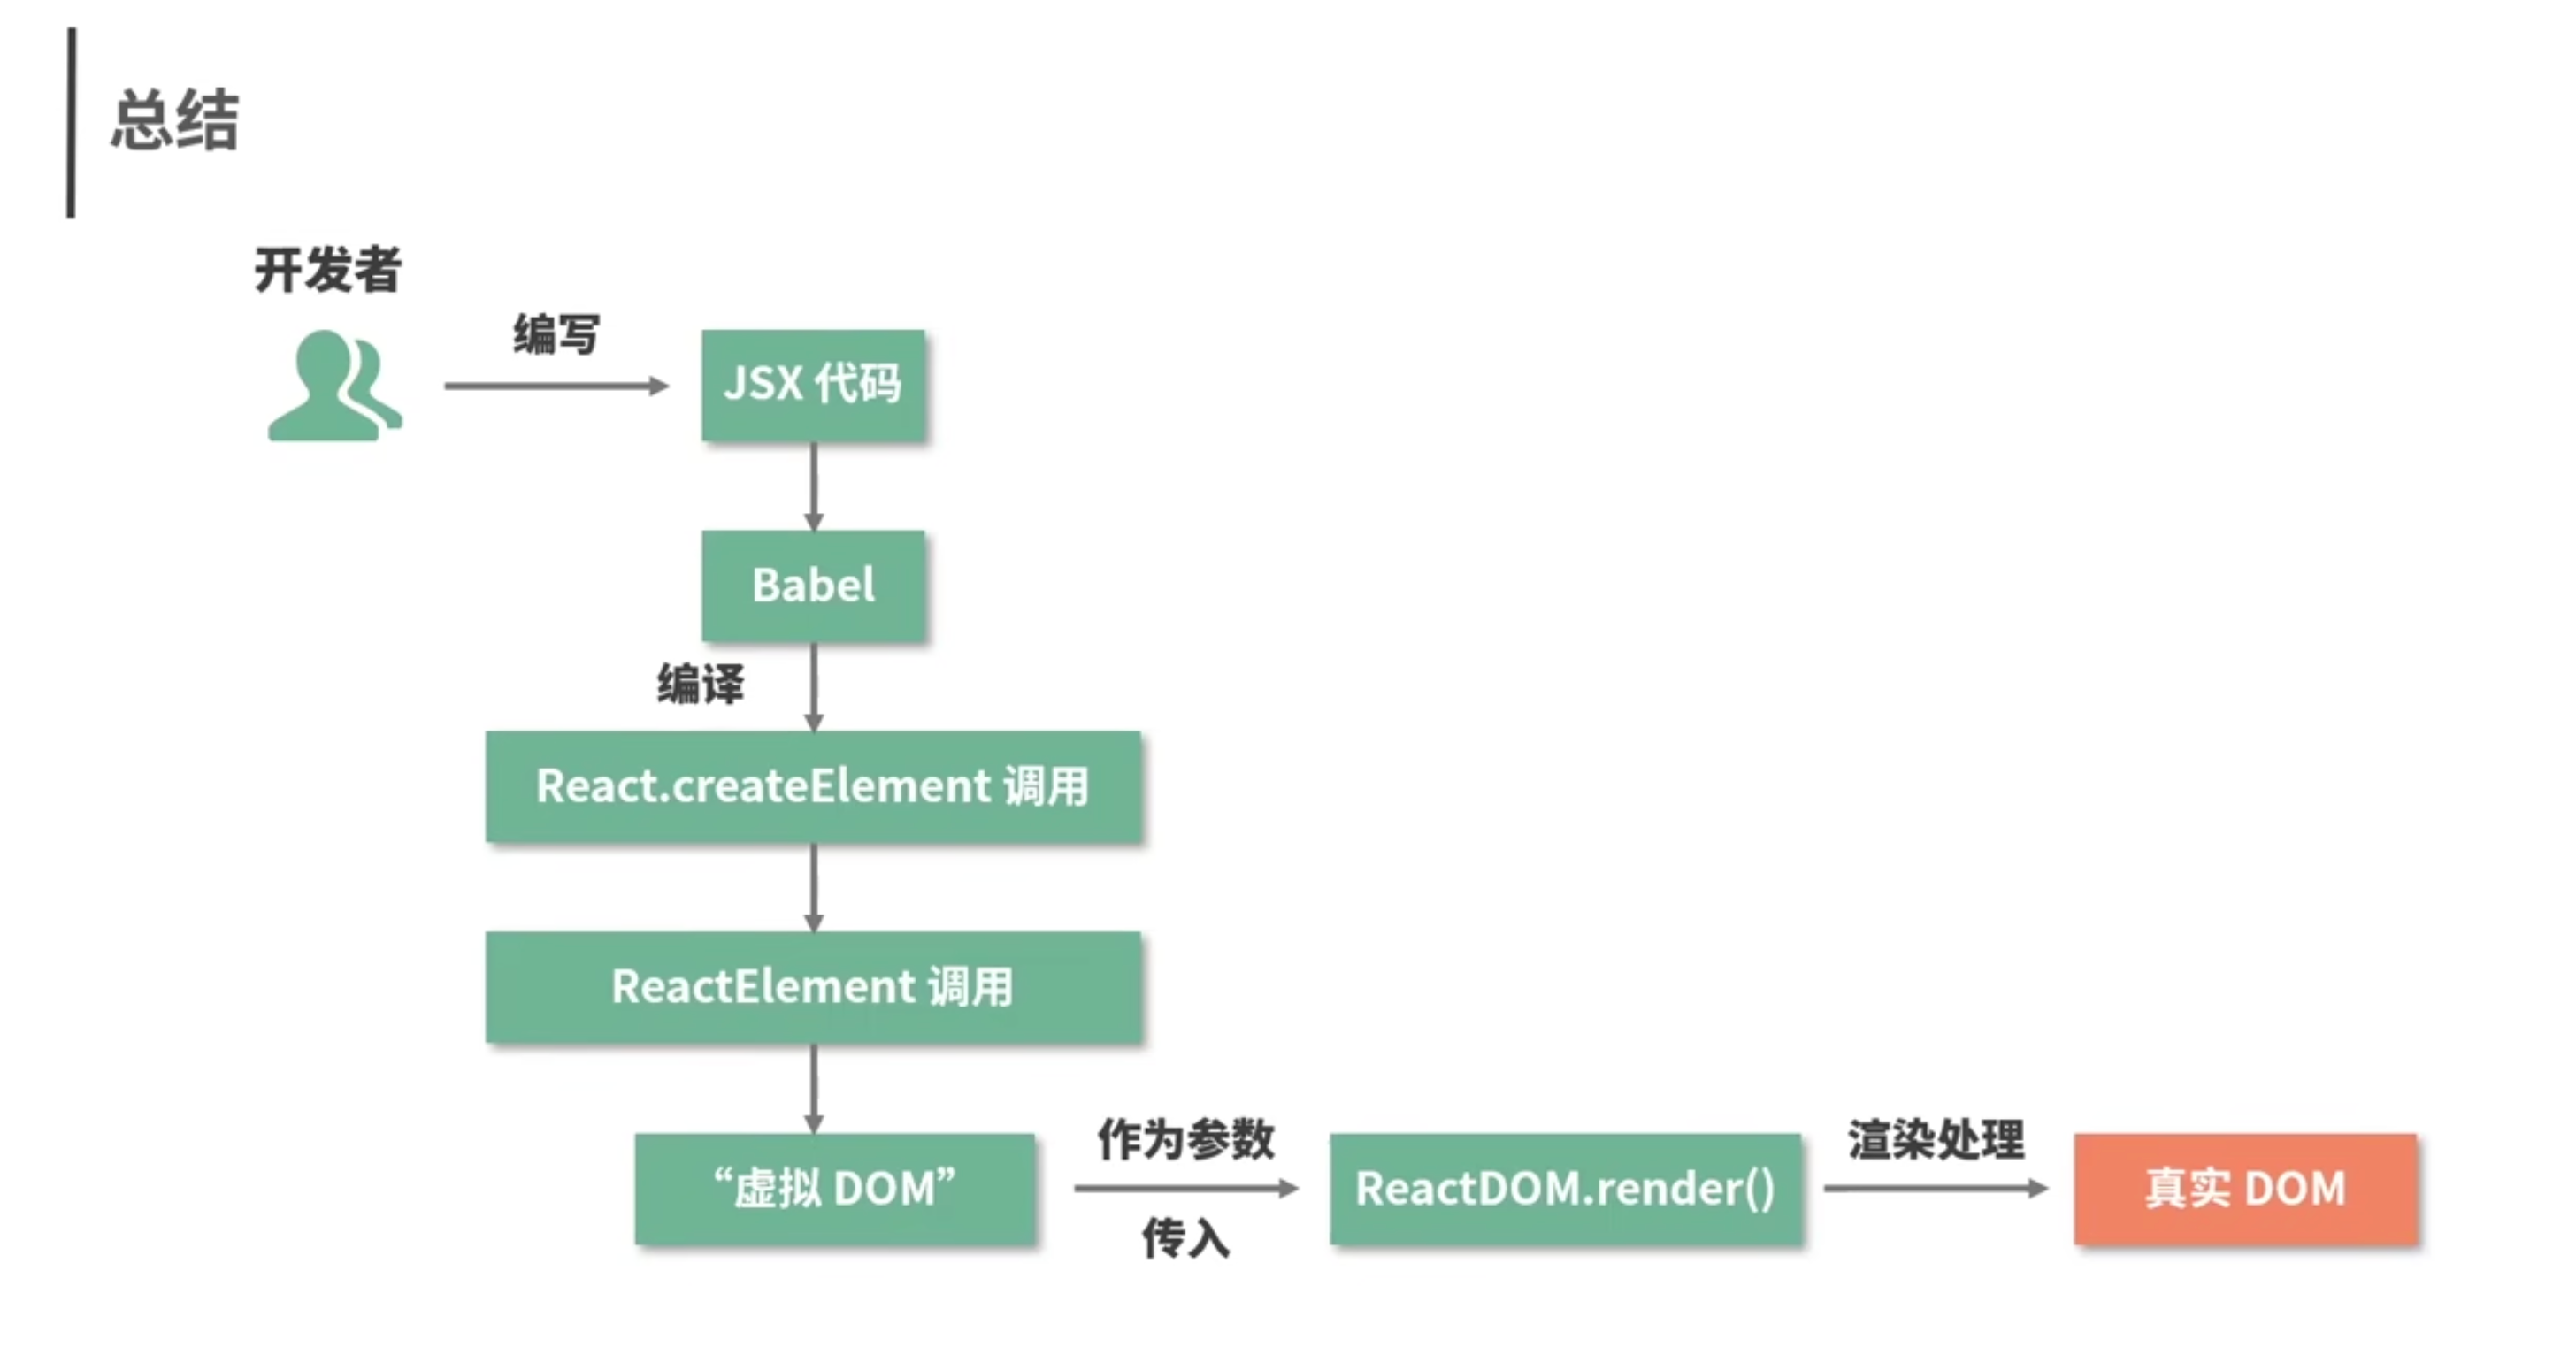 总结
开发者
编写
JSX 代码
Babel
编译
React.createElement 调用
ReactElement 调用
“虚拟 DOM”
作为参数
传入
ReactDOM.render()
渲染处理
真实 DOM